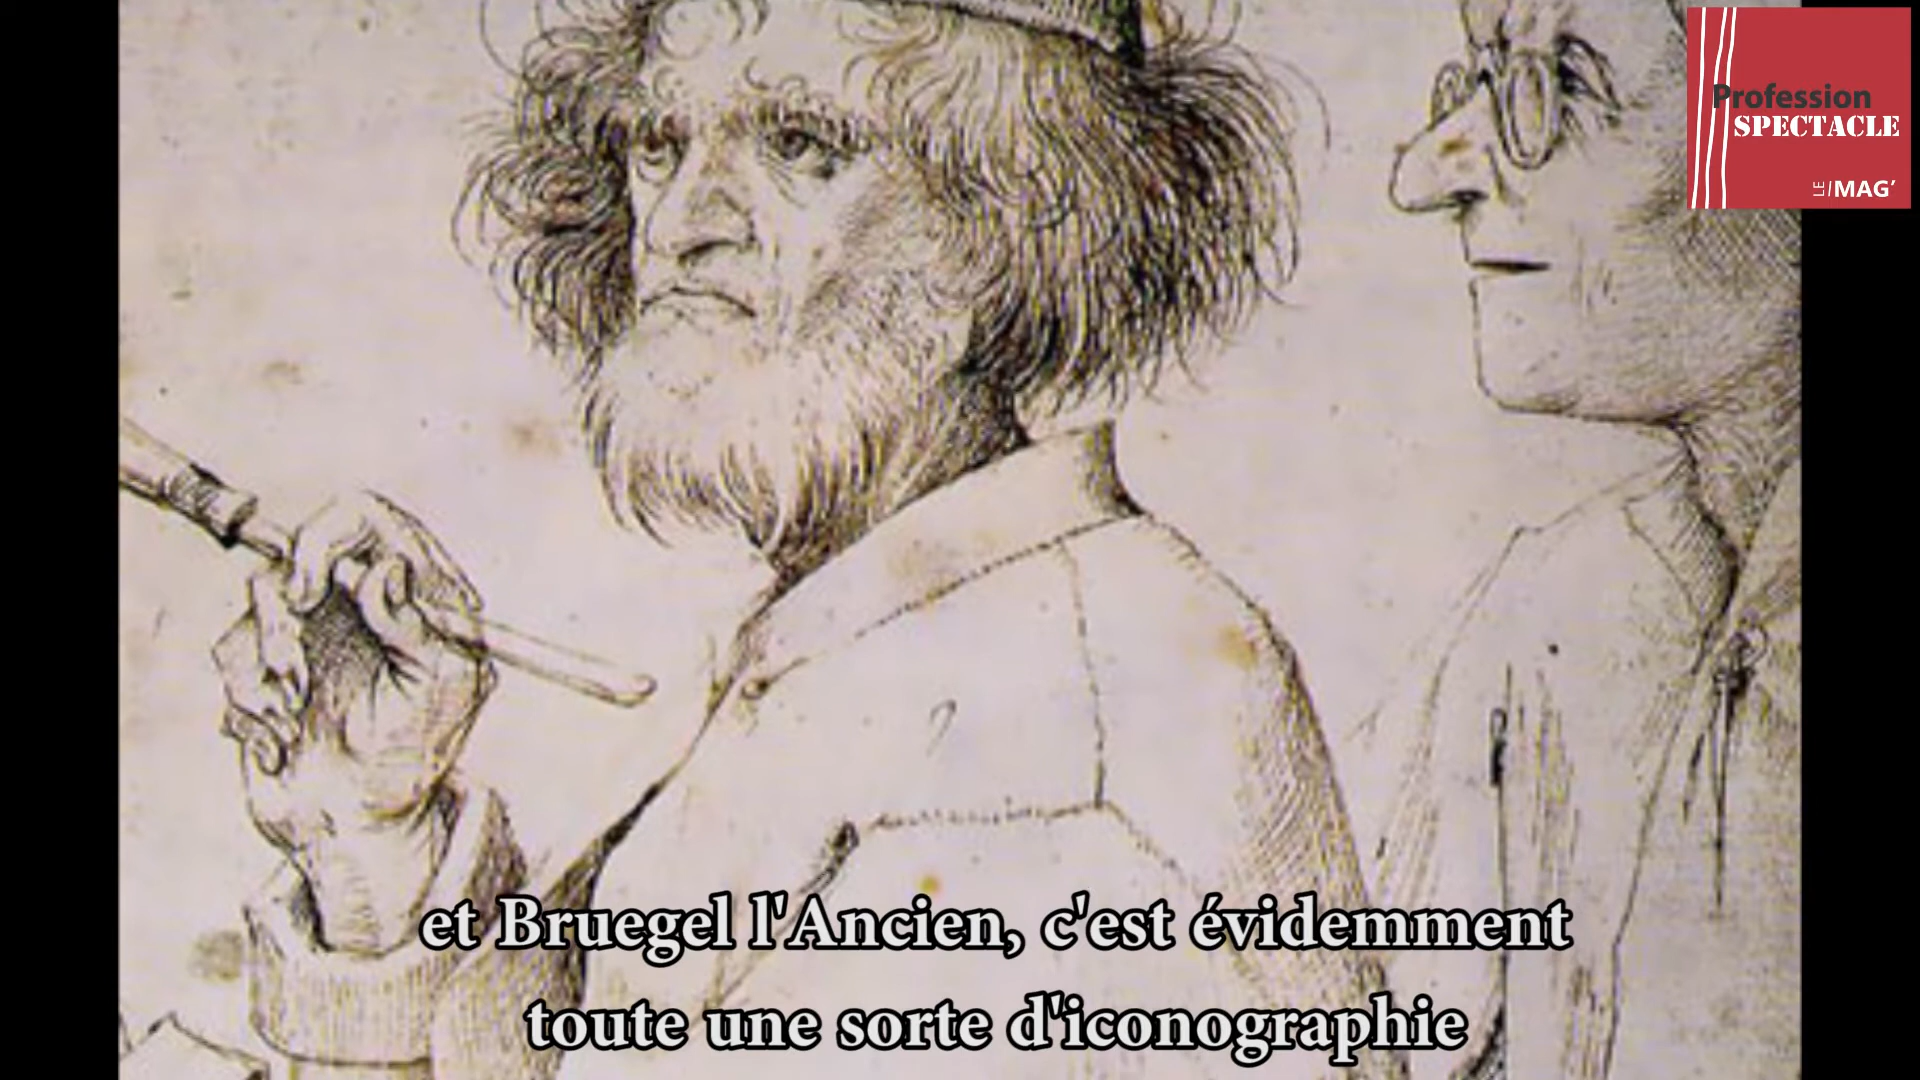 Profession
SPECTACLE
LE MAG'
et Bruegel l'Ancien, c'est évidemment
toute une sorte d'iconographie